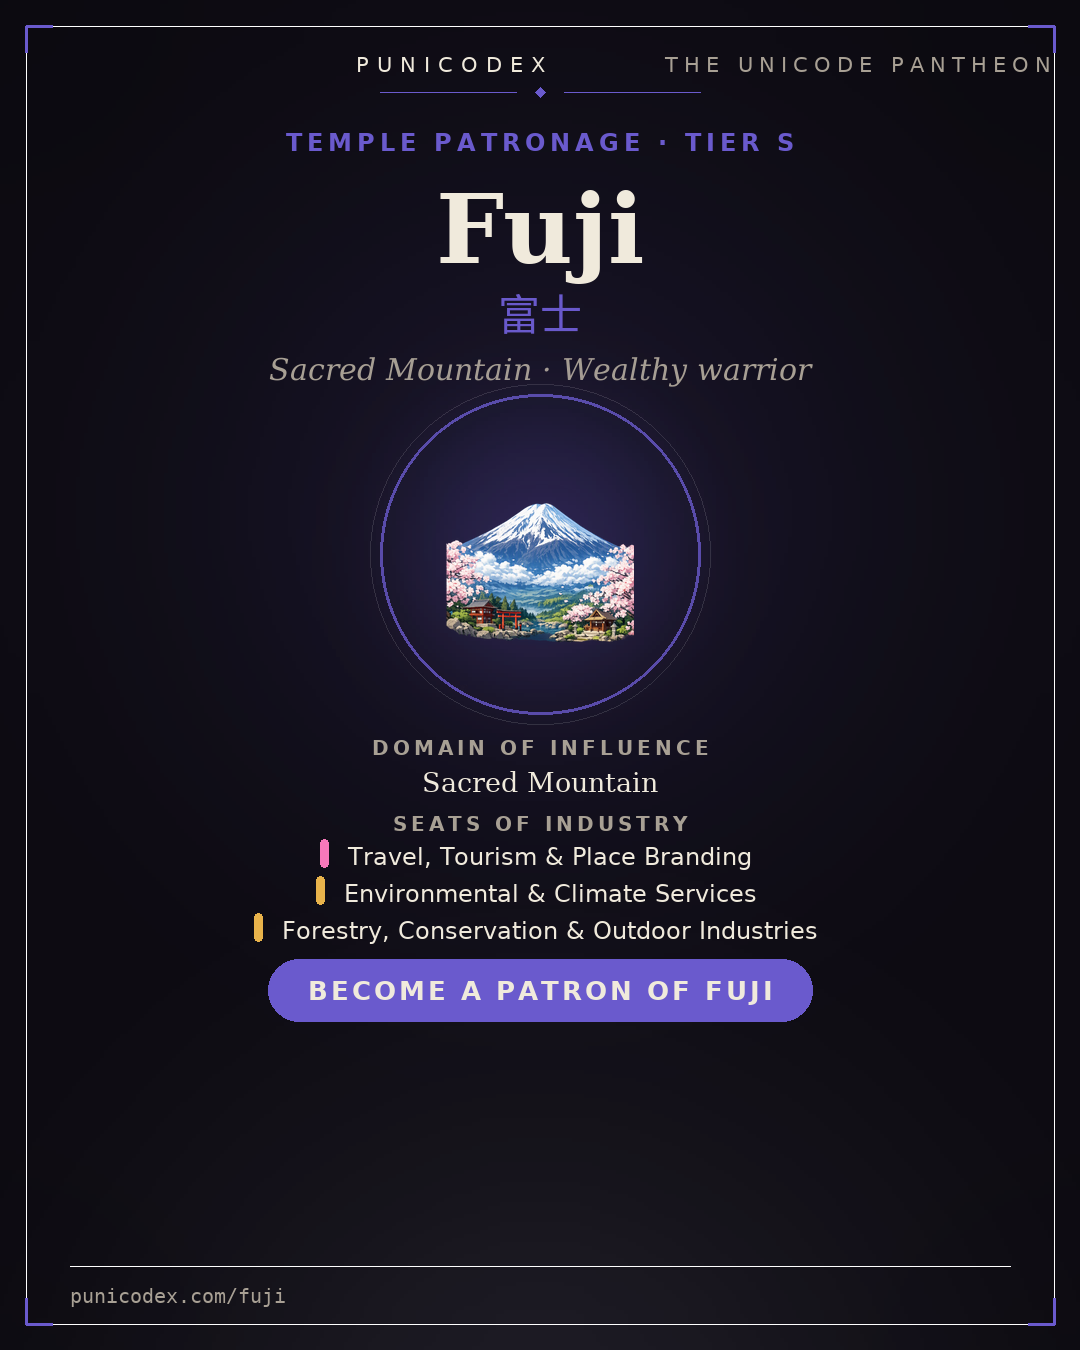 PUNICODEX THE UNICODE PANTHEON
TEMPLE PATRONAGE · TIER S
Fuji
富士
Sacred Mountain · Wealthy warrior
DOMAIN OF INFLUENCE
Sacred Mountain
SEATS OF INDUSTRY
Travel, Tourism & Place Branding
Environmental & Climate Services
Forestry, Conservation & Outdoor Industries
BECOME A PATRON OF FUJI
punicodex.com/fuji